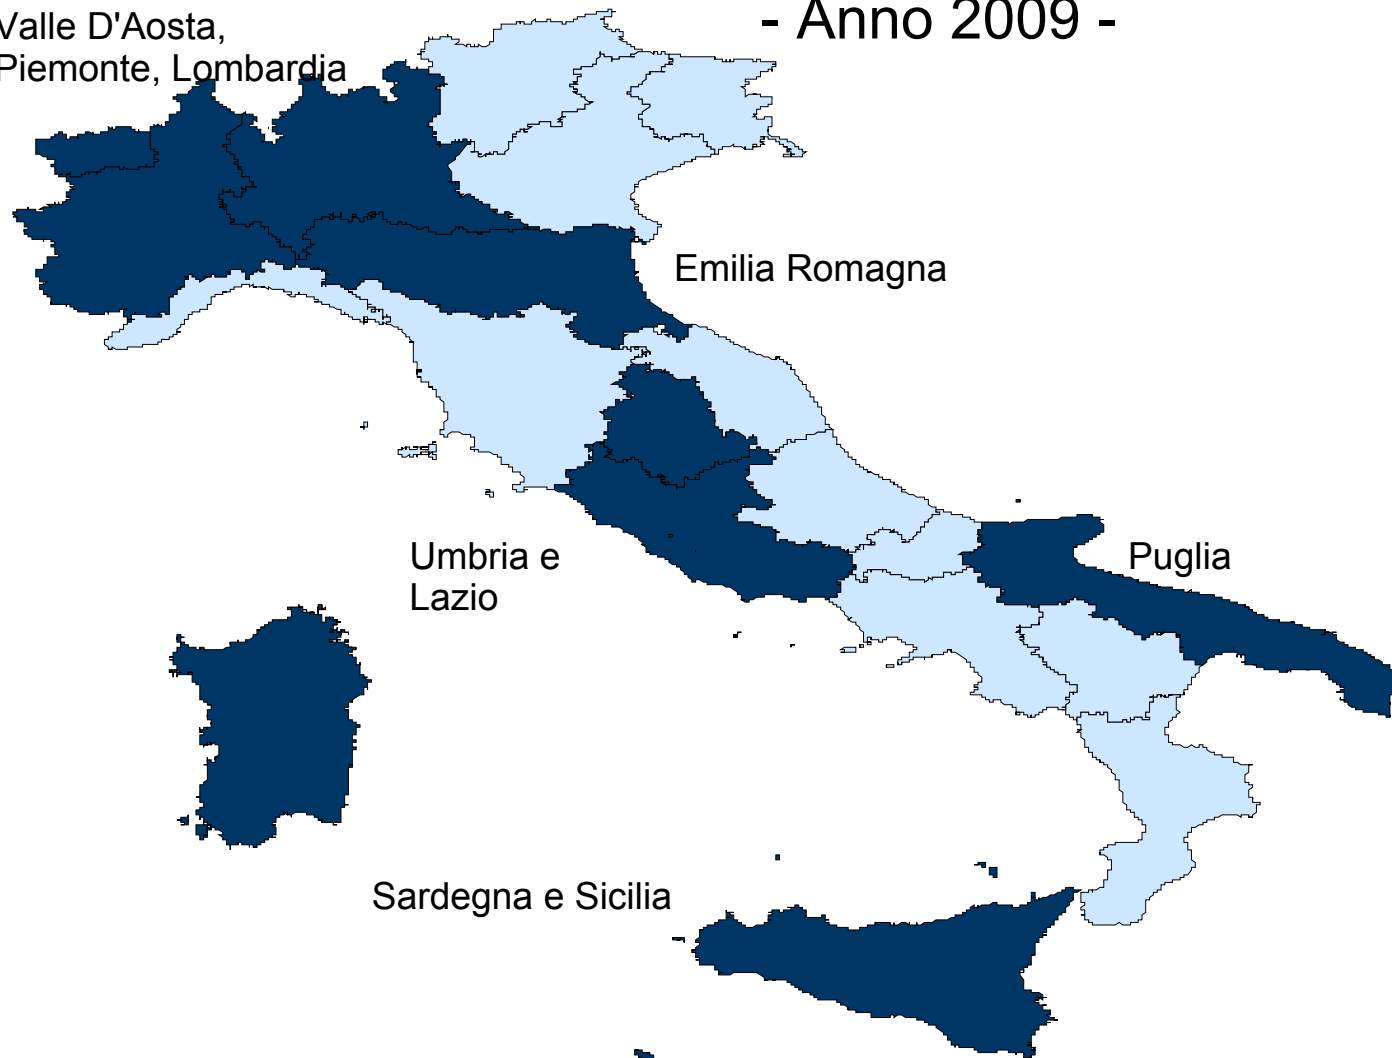 - Anno 2009 -
Valle D'Aosta,
Piemonte, Lombardia
Emilia Romagna
Umbria e
Lazio
Puglia
Sardegna e Sicilia